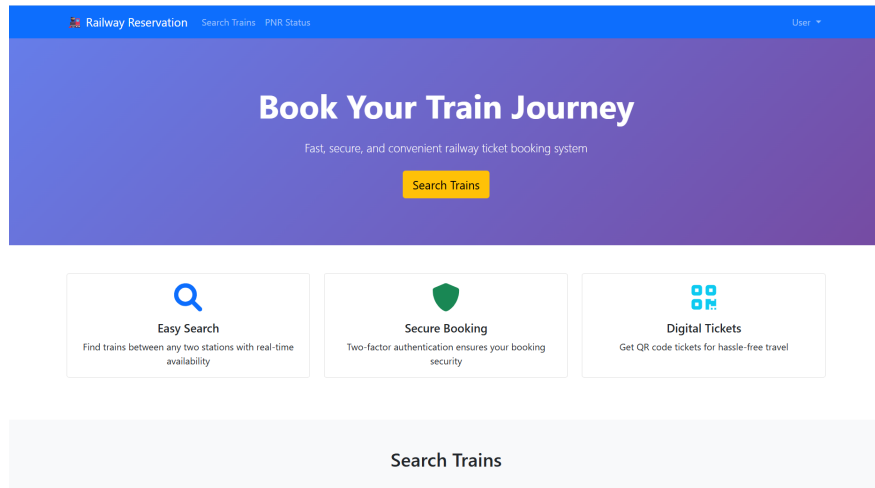 Railway Reservation Search Trains PNR Status User
Book Your Train Journey
Fast, secure, and convenient railway ticket booking system
Search Trains
Easy Search
Find trains between any two stations with real-time
availability
Secure Booking
Two-factor authentication ensures your booking
security
Digital Tickets
Get QR code tickets for hassle-free travel
Search Trains